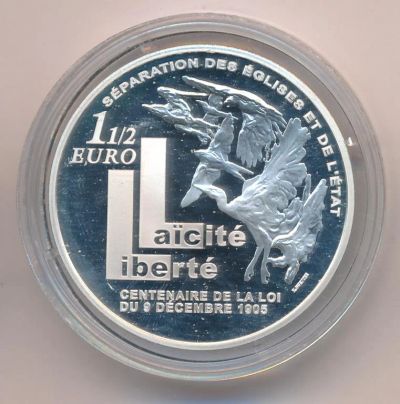 SÉPARATION DES ÉGLISES ET DE L'ÉTAT
1 1/2
EURO
Laïcité
Liberté
CENTENAIRE DE LA LOI
DU 9 DÉCEMBRE 1905